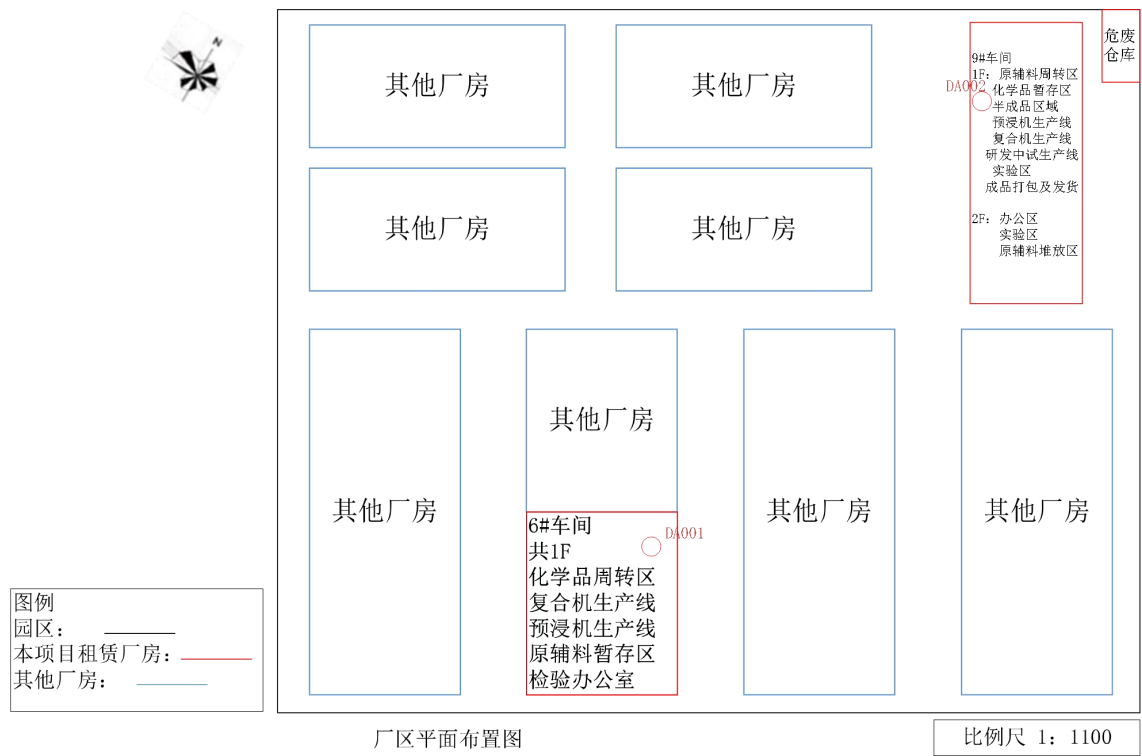 N
其他厂房
其他厂房
危废
仓库
9#车间
1F: 原辅料周转区
DA002
化学品暂存区
半成品区域
预浸机生产线
复合机生产线
研发中试生产线
实验区
成品打包及发货
2F: 办公区
实验区
原辅料堆放区
其他厂房
其他厂房
其他厂房
其他厂房
其他厂房
其他厂房
6#车间
DA001
共1F
化学品周转区
复合机生产线
预浸机生产线
原辅料暂存区
检验办公室
图例
园区：
本项目租赁厂房：
其他厂房：
厂区平面布置图
比例尺 1: 1100